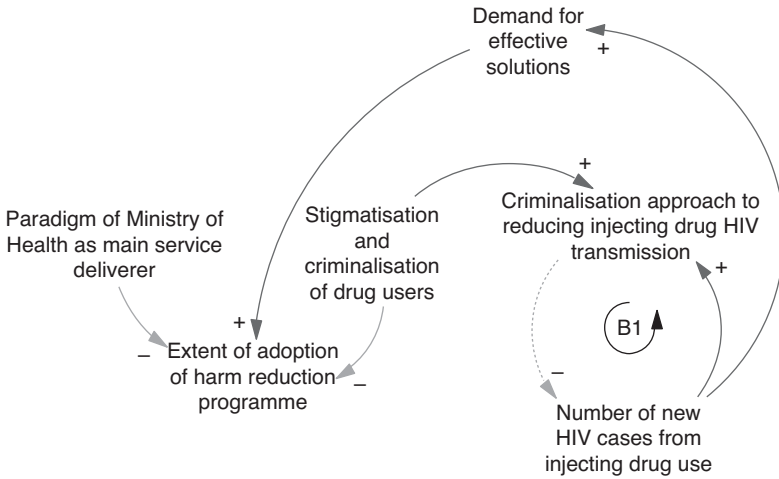 Demand for
effective
solutions
+
+
Paradigm of Ministry of
Health as main service
deliverer
Stigmatisation
and
criminalisation
of drug users
Criminalisation approach to
reducing injecting drug HIV
transmission
+
B1
+
–
Extent of adoption
of harm reduction
programme
–
–
Number of new
HIV cases from
injecting drug use